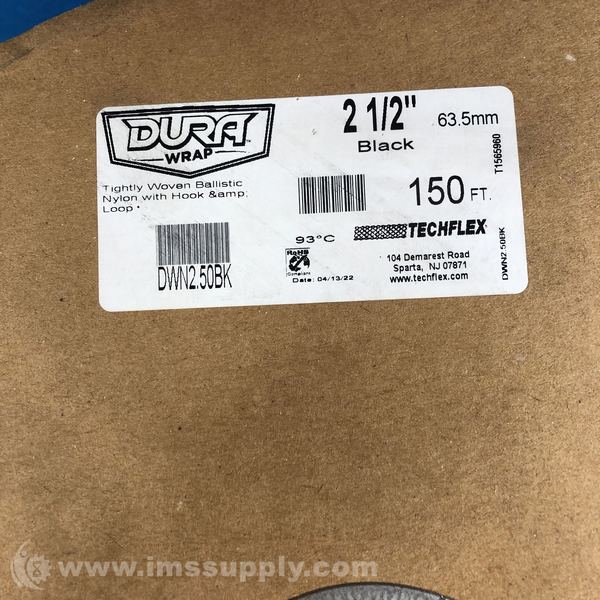 DURA
WRAP
2 1/2"
63.5mm
Black
Tightly Woven Ballistic
Nylon with Hook &amp;
Loop •
150 FT.
T1565960
DWN2.50BK
93°C
RoHS
Compliant
Date: 04/13/22
TECHFLEX
104 Demarest Road
Sparta, NJ 07871
www.techflex.com
DWN2.50BK
www.imssupply.com